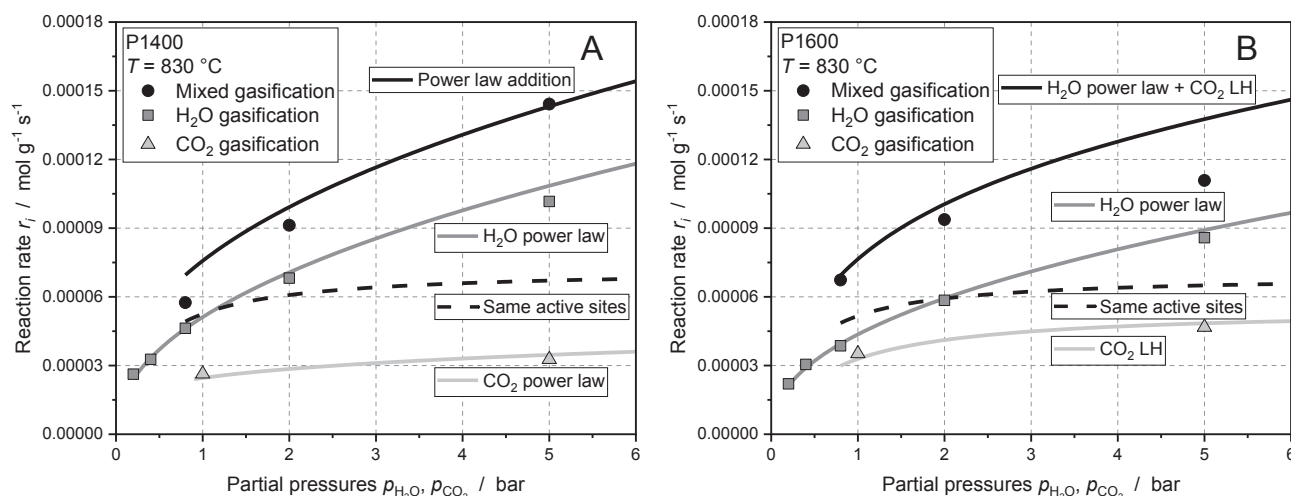 0.00018
0.00015
0.00012
0.00009
0.00006
0.00003
0.00000
Reaction rate rᵢ / mol g⁻¹ s⁻¹
P1400
T = 830 °C
Mixed gasification
H₂O gasification
CO₂ gasification
A
Power law addition
H₂O power law
Same active sites
CO₂ power law
0 1 2 3 4 5 6
Partial pressures p_H₂O, p_CO₂ / bar
0.00018
0.00015
0.00012
0.00009
0.00006
0.00003
0.00000
Reaction rate rᵢ / mol g⁻¹ s⁻¹
P1600
T = 830 °C
Mixed gasification
H₂O gasification
CO₂ gasification
B
H₂O power law + CO₂ LH
H₂O power law
Same active sites
CO₂ LH
0 1 2 3 4 5 6
Partial pressures p_H₂O, p_CO₂ / bar